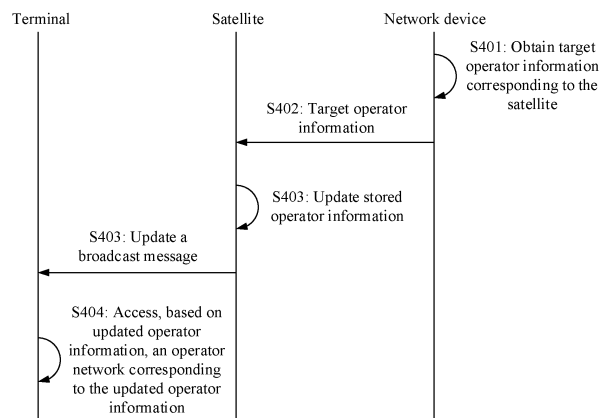 Terminal
Satellite
Network device
S401: Obtain target
operator information
corresponding to the
satellite
S402: Target operator
information
S403: Update stored
operator information
S403: Update a
broadcast message
S404: Access, based on
updated operator
information, an operator
network corresponding
to the updated operator
information